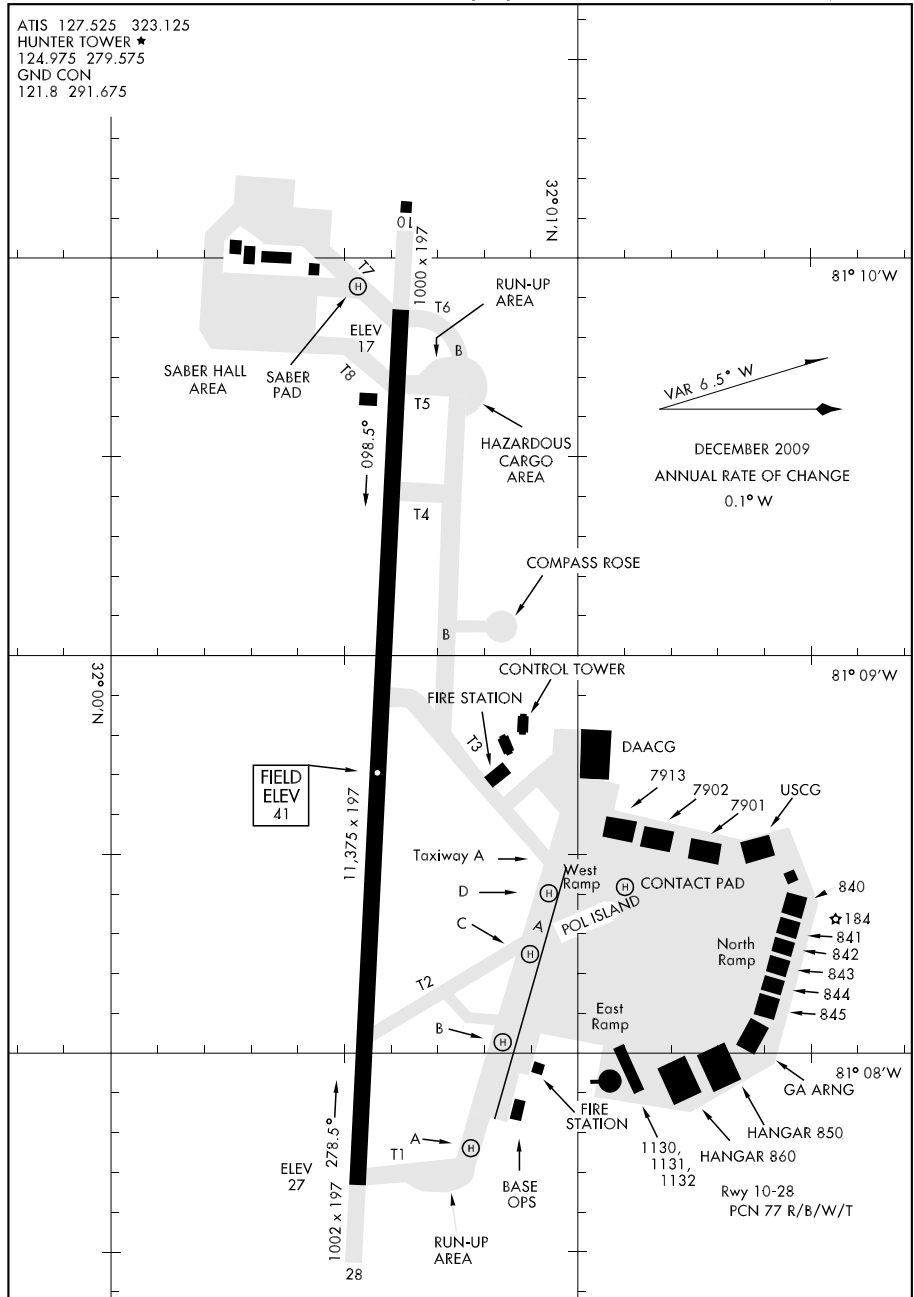 ATIS 127.525 323.125
HUNTER TOWER ★
124.975 279.575
GND CON
121.8 291.675
32°01'N
10
1000 x 197
81° 10'W
T7
H
RUN-UP
AREA
T6
ELEV
17
B
SABER HALL
AREA
SABER
PAD
T8
T5
VAR 6.5° W
098.5°
HAZARDOUS
CARGO
AREA
DECEMBER 2009
ANNUAL RATE OF CHANGE
0.1° W
T4
COMPASS ROSE
B
32°00'N
81° 09'W
CONTROL TOWER
FIRE STATION
T3
DAACG
FIELD
ELEV
41
7913
7902
7901
USCG
11,375 x 197
Taxiway A
West
Ramp
D
H
H
CONTACT PAD
840
POL ISLAND
A
☆184
C
H
841
North
Ramp
842
843
T2
844
East
Ramp
845
B
H
81° 08'W
GA ARNG
FIRE
STATION
278.5°
HANGAR 850
A
H
T1
1130,
1131,
1132
HANGAR 860
ELEV
27
BASE
OPS
Rwy 10-28
PCN 77 R/B/W/T
1002 x 197
RUN-UP
AREA
28